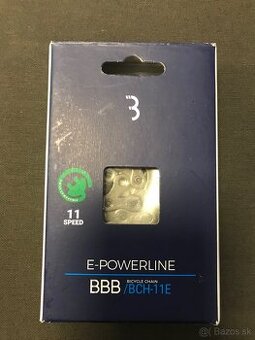 11
SPEED
E-POWERLINE
BICYCLE CHAIN
BBB/BCH-11E
© Bazos.sk